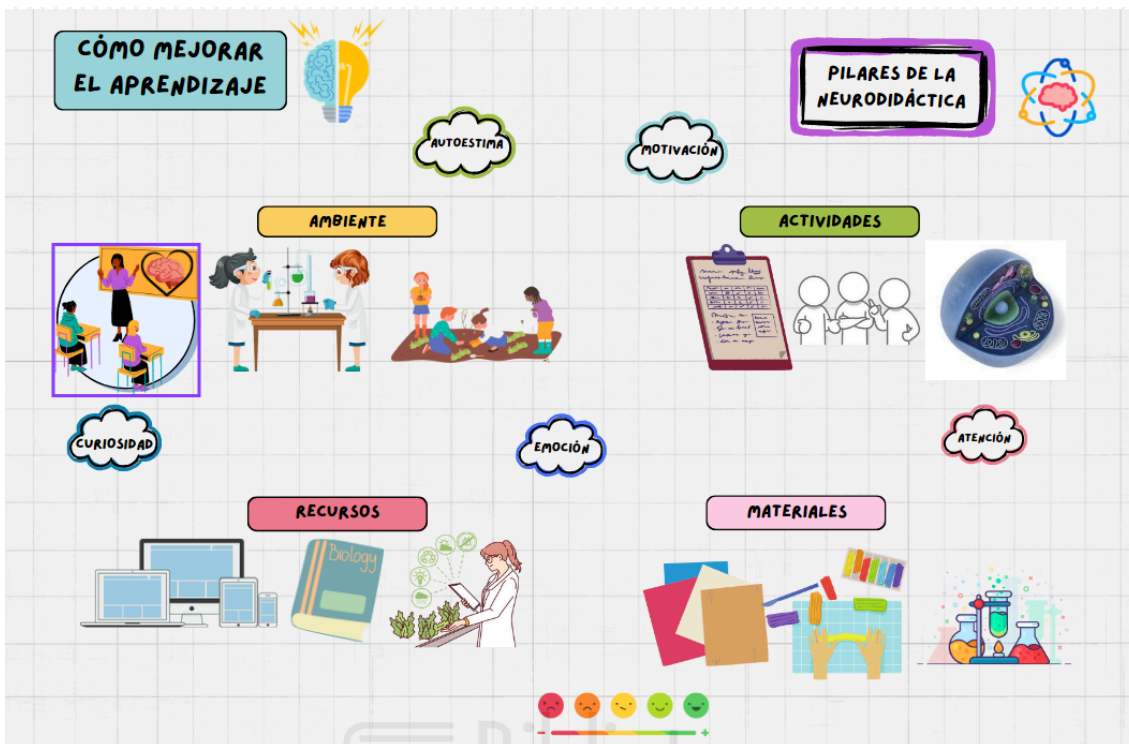 CÓMO MEJORAR
EL APRENDIZAJE
PILARES DE LA
NEURODIDÁCTICA
AUTOESTIMA
MOTIVACIÓN
AMBIENTE
ACTIVIDADES
CURIOSIDAD
EMOCIÓN
ATENCIÓN
RECURSOS
MATERIALES
Biology
- +